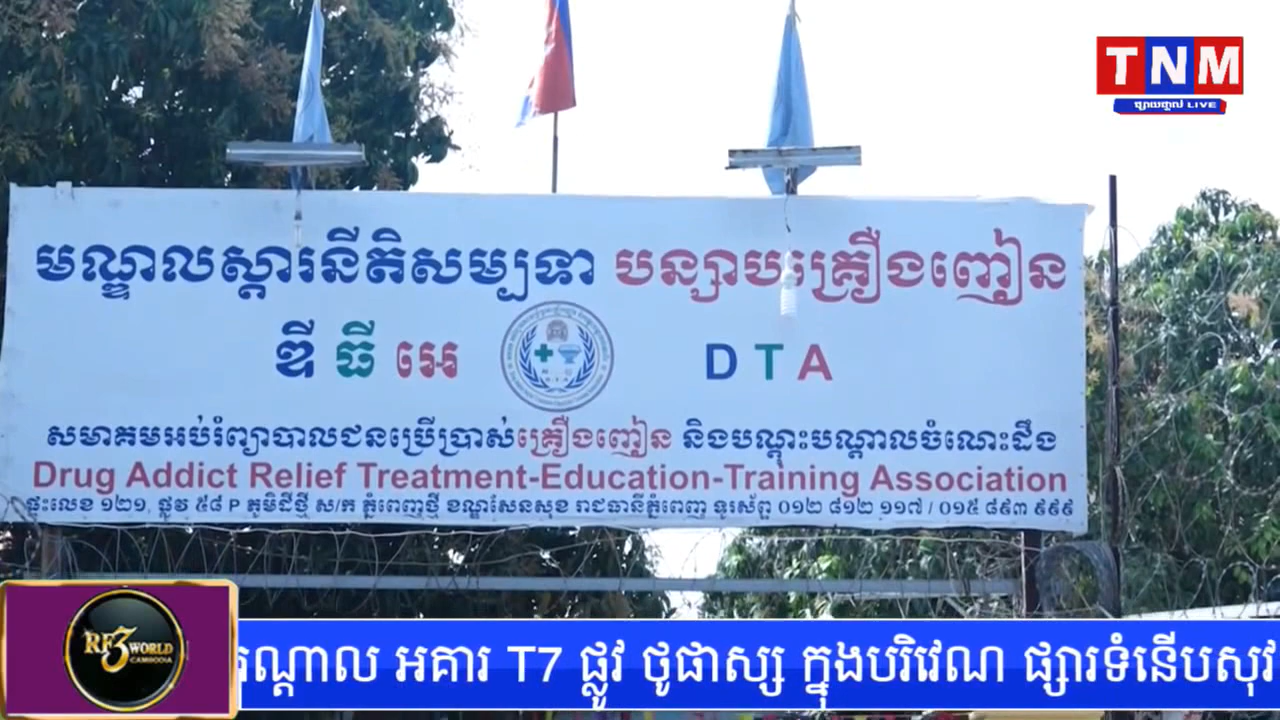 TNM
ផ្សាយផ្ទាល់ LIVE
មណ្ឌលស្តារនីតិសម្បទា បន្សាបគ្រឿងញៀន
ឌី ធី អេ DTA
សមាគមអប់រំព្យាបាលជនប្រើប្រាស់គ្រឿងញៀន និងបណ្តុះបណ្តាលចំណេះដឹង
Drug Addict Relief Treatment-Education-Training Association
ផ្ទះលេខ ១២១, ផ្លូវ ៥៨ P ភូមិដីថ្មី ស/ក ភ្នំពេញថ្មី ខណ្ឌសែនសុខ រាជធានីភ្នំពេញ ទូរស័ព្ទ ០១២ ៨១២ ១១៧ / ០១៥ ៨៩៣ ៩៩៩
RF3 WORLD
CAMBODIA
កណ្តាល អគារ T7 ផ្លូវ ថូផាស្ស ក្នុងបរិវេណ ផ្សារទំនើបសុវ